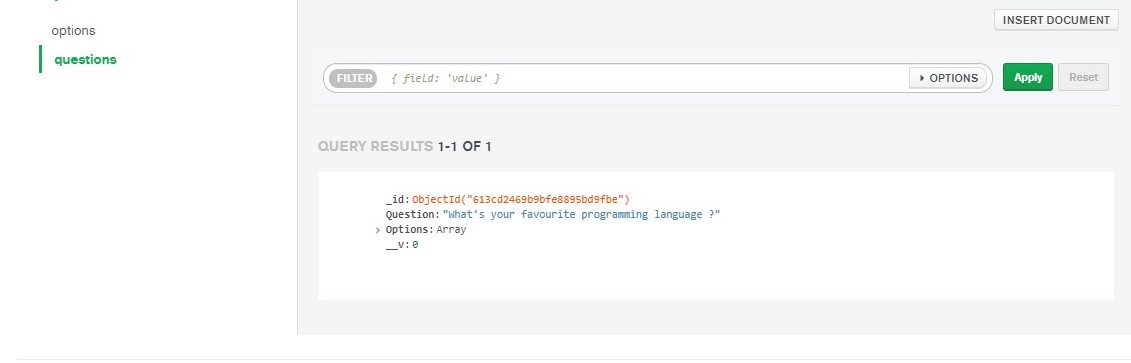 options
questions
INSERT DOCUMENT
FILTER { field: 'value' } OPTIONS Apply Reset
QUERY RESULTS 1-1 OF 1
_id: ObjectId("613cd2469b9bfe8895bd9fbe")
Question: "What's your favourite programming language ?"
Options: Array
__v: 0